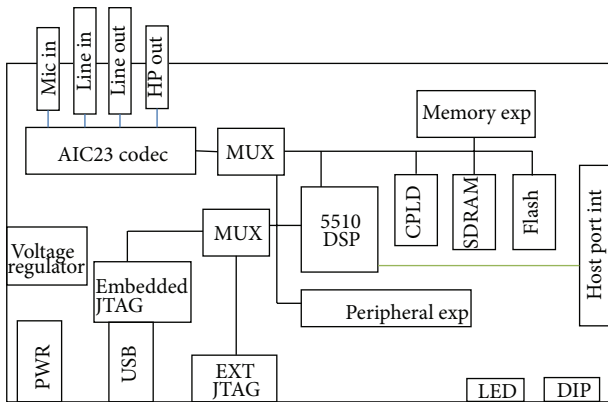 Mic in
Line in
Line out
HP out
Memory exp
AIC23 codec
MUX
5510
DSP
CPLD
SDRAM
Flash
Host port int
MUX
Voltage
regulator
Embedded
JTAG
Peripheral exp
PWR
USB
EXT
JTAG
LED
DIP